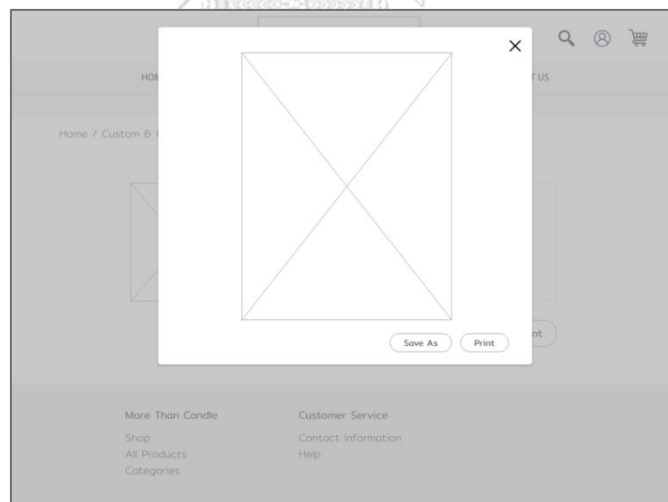 HOM
T US
Home / Custom &
nt
Save As
Print
More Than Candle
Shop
All Products
Categories
Customer Service
Contact Information
Help